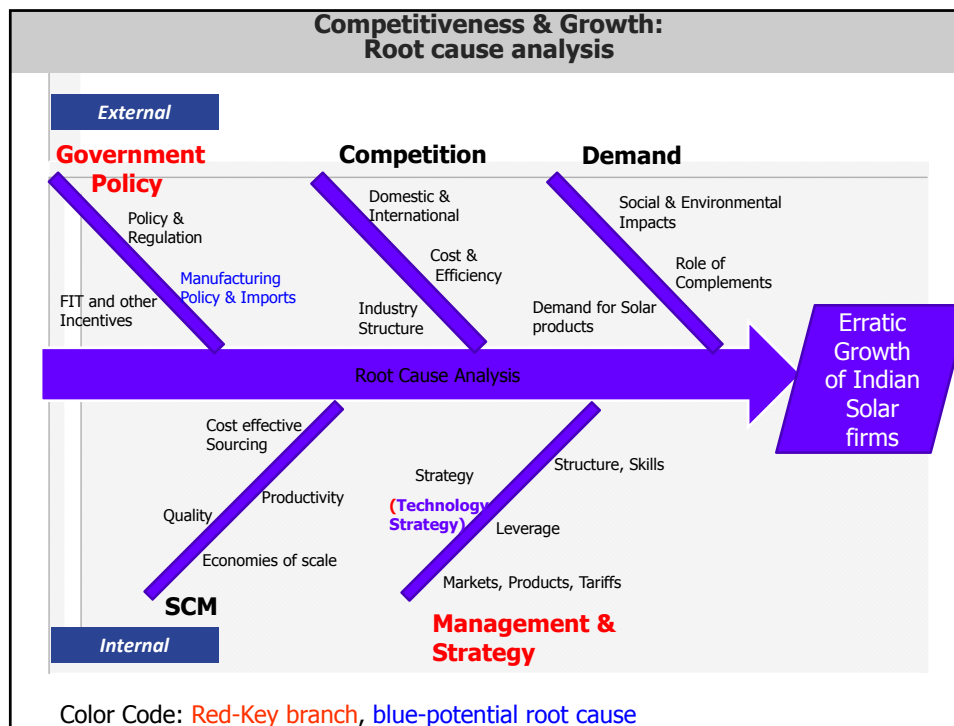 Competitiveness & Growth:
Root cause analysis
External
Government
Policy
Competition
Demand
Policy &
Regulation
Manufacturing
Policy & Imports
FIT and other
Incentives
Domestic &
International
Cost &
Efficiency
Industry
Structure
Social & Environmental
Impacts
Role of
Complements
Demand for Solar
products
Root Cause Analysis
Erratic
Growth
of Indian
Solar
firms
Cost effective
Sourcing
Productivity
Quality
Economies of scale
SCM
Structure, Skills
Strategy
(Technology
Strategy)
Leverage
Markets, Products, Tariffs
Management &
Strategy
Internal
Color Code: Red-Key branch, blue-potential root cause